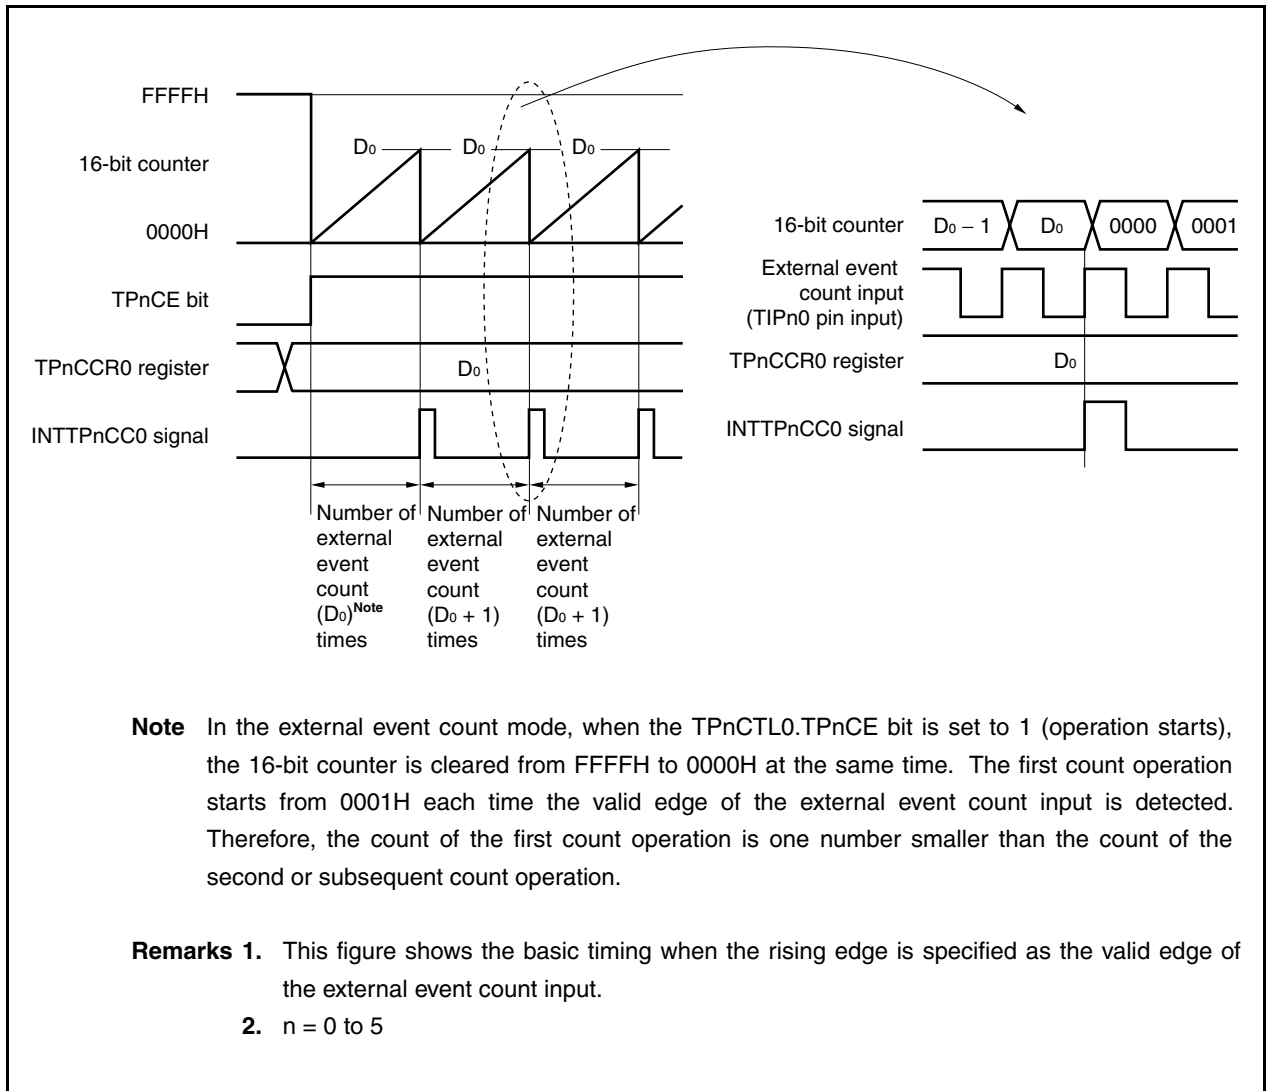 FFFFH
16-bit counter
0000H
TPnCE bit
TPnCCR0 register
INTTPnCC0 signal
D0
D0
D0
D0
Number of
external
event
count
(D0)Note
times
Number of
external
event
count
(D0 + 1)
times
Number of
external
event
count
(D0 + 1)
times
16-bit counter
D0 – 1
D0
0000
0001
External event
count input
(TIPn0 pin input)
TPnCCR0 register
D0
INTTPnCC0 signal
Note In the external event count mode, when the TPnCTL0.TPnCE bit is set to 1 (operation starts),
the 16-bit counter is cleared from FFFFH to 0000H at the same time. The first count operation
starts from 0001H each time the valid edge of the external event count input is detected.
Therefore, the count of the first count operation is one number smaller than the count of the
second or subsequent count operation.
Remarks 1. This figure shows the basic timing when the rising edge is specified as the valid edge of
the external event count input.
2. n = 0 to 5